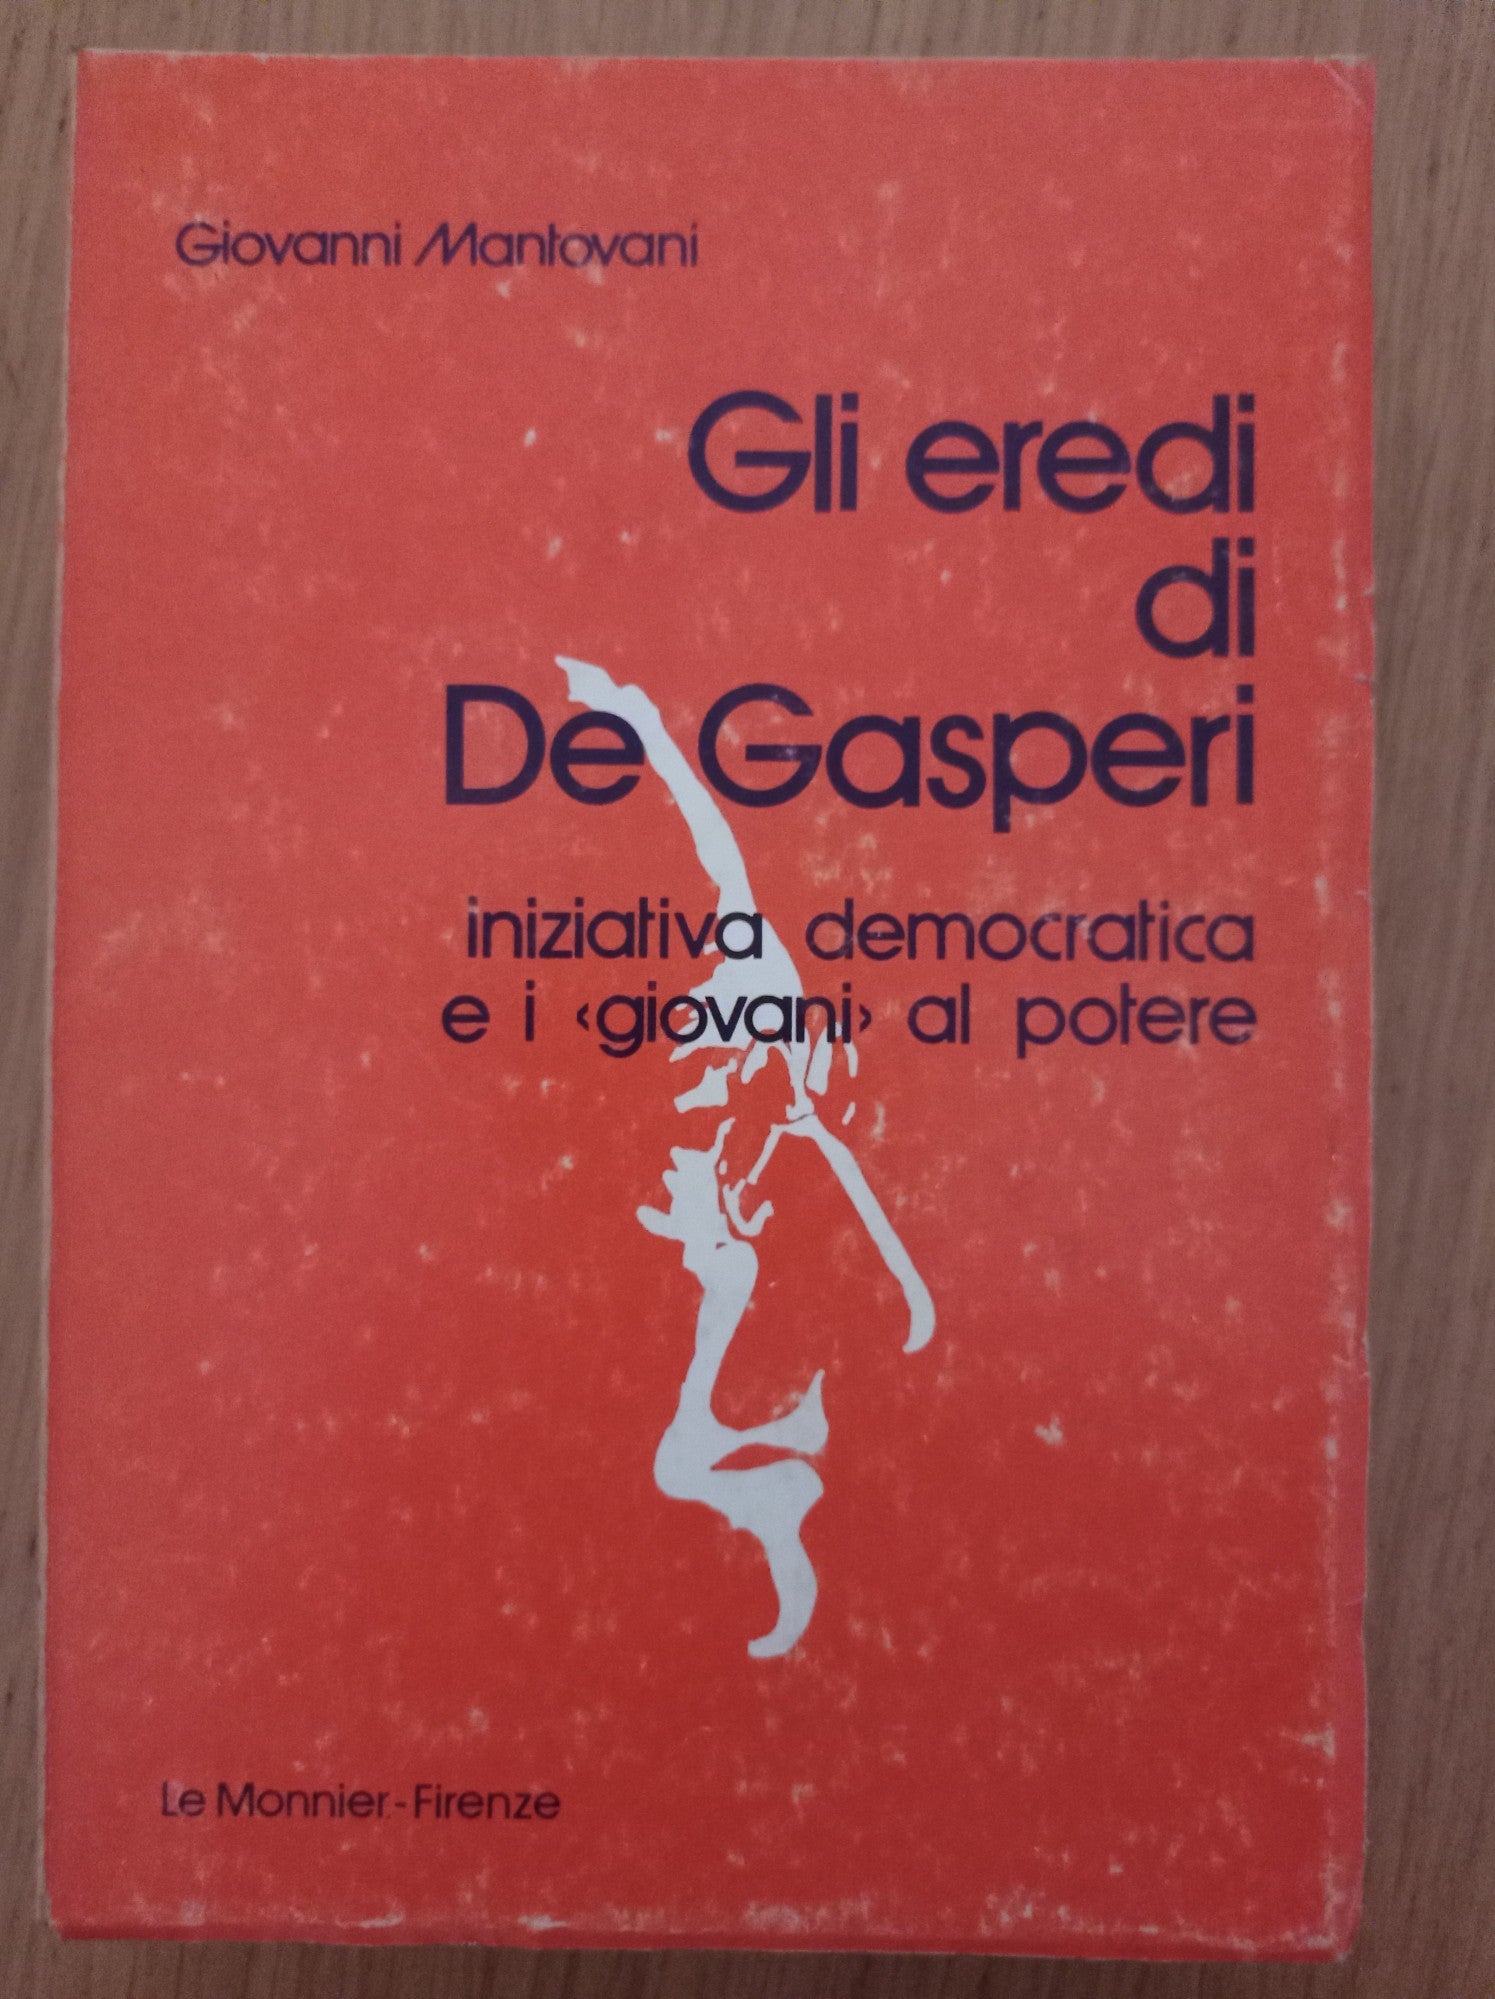 Giovanni Mantovani
Gli eredi
di
De Gasperi
iniziativa democratica
e i ‹giovani› al potere
Le Monnier - Firenze